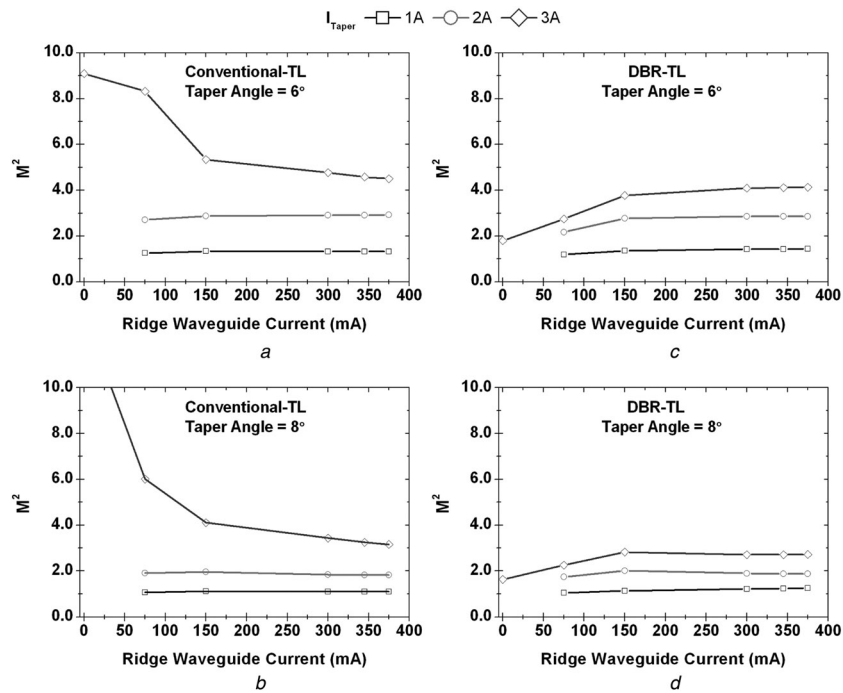 I_Taper 1A 2A 3A
10.0
8.0
6.0
4.0
2.0
0.0
M²
Conventional-TL
Taper Angle = 6°
0 50 100 150 200 250 300 350 400
Ridge Waveguide Current (mA)
a
10.0
8.0
6.0
4.0
2.0
0.0
M²
DBR-TL
Taper Angle = 6°
0 50 100 150 200 250 300 350 400
Ridge Waveguide Current (mA)
c
10.0
8.0
6.0
4.0
2.0
0.0
M²
Conventional-TL
Taper Angle = 8°
0 50 100 150 200 250 300 350 400
Ridge Waveguide Current (mA)
b
10.0
8.0
6.0
4.0
2.0
0.0
M²
DBR-TL
Taper Angle = 8°
0 50 100 150 200 250 300 350 400
Ridge Waveguide Current (mA)
d